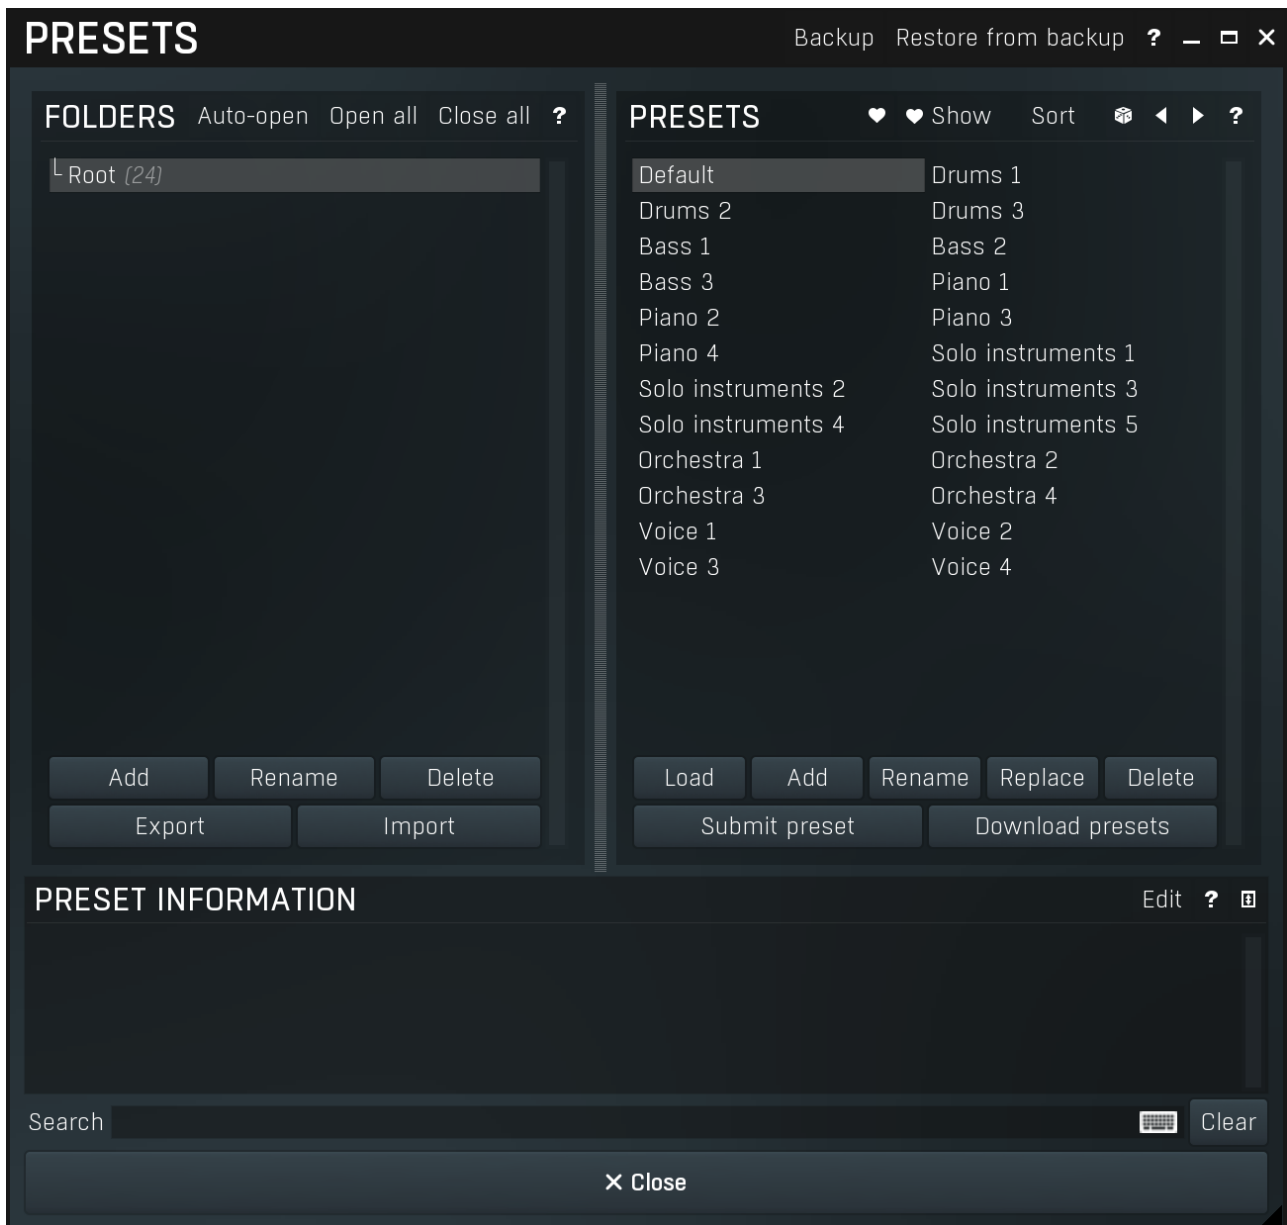 PRESETS Backup Restore from backup ?
FOLDERS Auto-open Open all Close all ?
Root (24)
Add Rename Delete
Export Import
PRESETS Show Sort ?
Default Drums 1
Drums 2 Drums 3
Bass 1 Bass 2
Bass 3 Piano 1
Piano 2 Piano 3
Piano 4 Solo instruments 1
Solo instruments 2 Solo instruments 3
Solo instruments 4 Solo instruments 5
Orchestra 1 Orchestra 2
Orchestra 3 Orchestra 4
Voice 1 Voice 2
Voice 3 Voice 4
Load Add Rename Replace Delete
Submit preset Download presets
PRESET INFORMATION Edit ?
Search Clear
Close